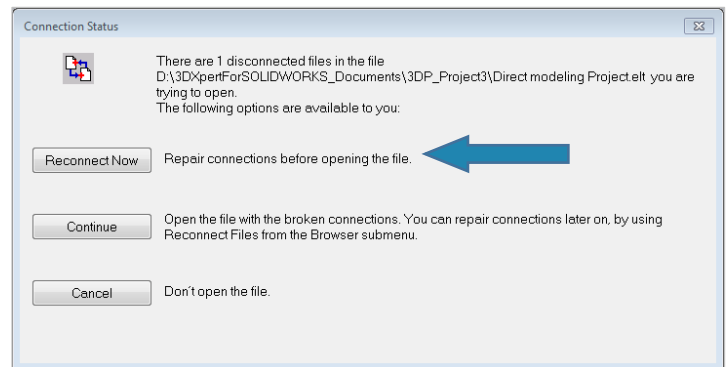 Connection Status
There are 1 disconnected files in the file
D:\3DXpertForSOLIDWORKS_Documents\3DP_Project3\Direct modeling Project.elt you are
trying to open.
The following options are available to you:
Reconnect Now
Repair connections before opening the file.
Continue
Open the file with the broken connections. You can repair connections later on, by using
Reconnect Files from the Browser submenu.
Cancel
Don't open the file.